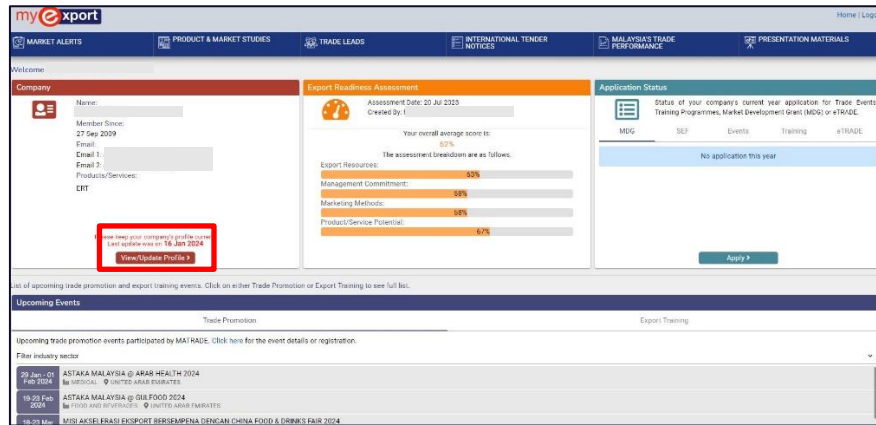 myexport
Home | Logo
MARKET ALERTS
PRODUCT & MARKET STUDIES
TRADE LEADS
INTERNATIONAL TENDER NOTICES
MALAYSIA'S TRADE PERFORMANCE
PRESENTATION MATERIALS
Welcome
Company
Name:
Member Since:
27 Sep 2009
Email:
Email 1:
Email 2:
Products/Services:
ERT
Please keep your company's profile current
Last update was on 16 Jan 2024
View/Update Profile >
Export Readiness Assessment
Assessment Date: 20 Jul 2023
Created By:
Your overall average score is:
The assessment breakdown are as follows.
Export Resources:
Management Commitment:
58%
Marketing Methods:
58%
Product/Service Potential:
67%
Application Status
Status of your company's current year application for Trade Events
Training Programmes, Market Development Grant (MDG) or eTRADE.
MDG
SEF
Events
Training
eTRADE
No application this year
Apply >
List of upcoming trade promotion and export training events. Click on either Trade Promotion or Export Training to see full list.
Upcoming Events
Trade Promotion
Export Training
Upcoming trade promotion events participated by MATRADE. Click here for the event details or registration.
Filter industry sector
29 Jan - 01 Feb 2024
ASTAKA MALAYSIA @ ARAB HEALTH 2024
MEDICAL UNITED ARAB EMIRATES
19-23 Feb 2024
ASTAKA MALAYSIA @ GULFOOD 2024
FOOD AND BEVERAGES UNITED ARAB EMIRATES
18-23 Mar
MISI AKSELERASI EKSPORT BERSEMPENA DENGAN CHINA FOOD & DRINKS FAIR 2024